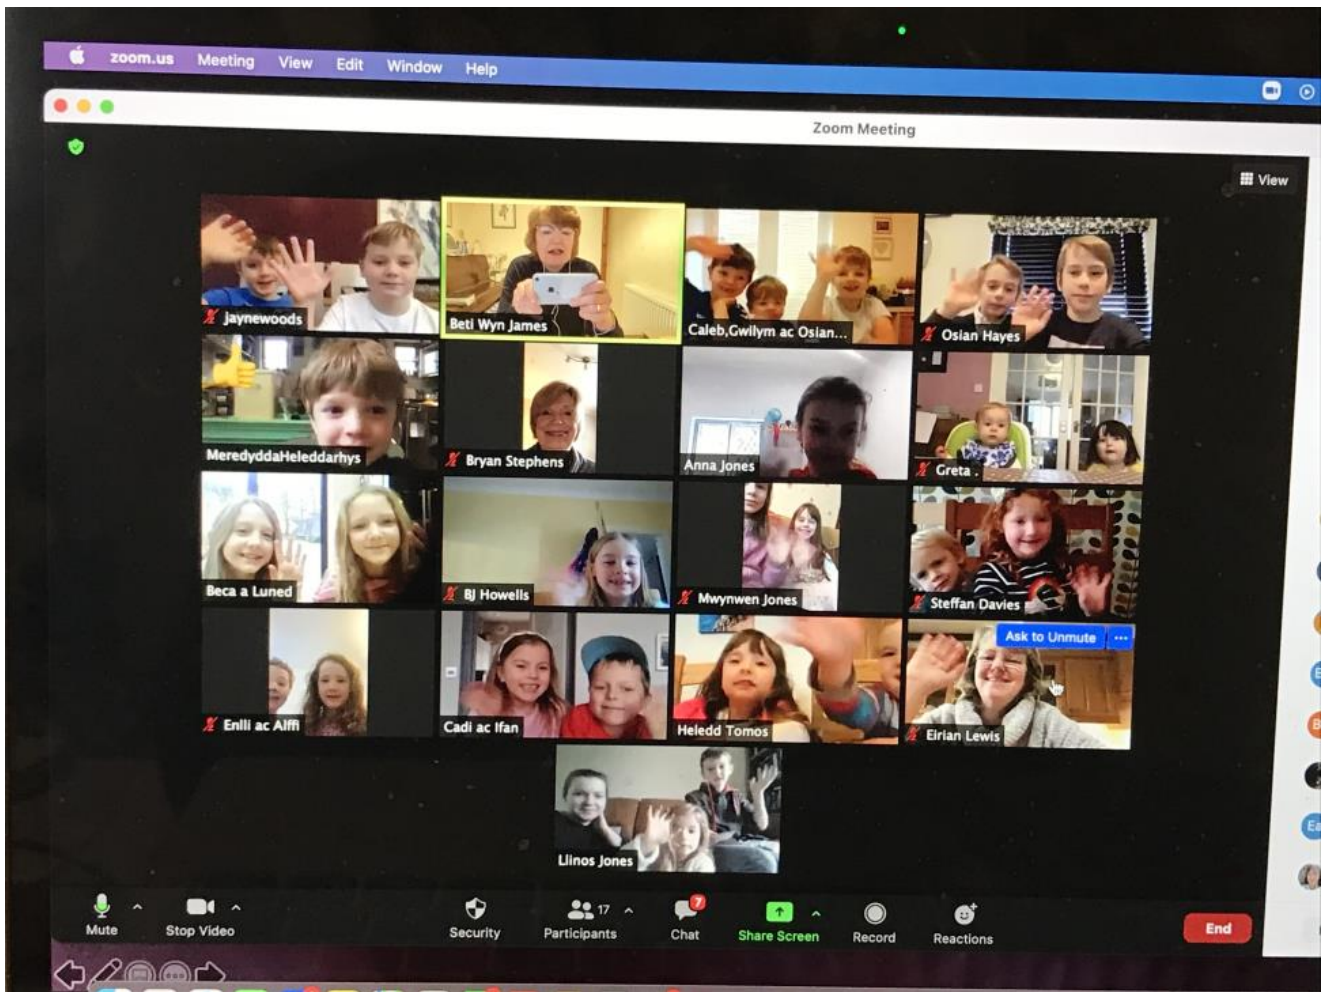 zoom.us Meeting View Edit Window Help
Zoom Meeting
View
jaynewoods
Beti Wyn James
Caleb,Gwilym ac Osian...
Osian Hayes
MeredyddaHeleddarhys
Bryan Stephens
Anna Jones
Greta .
Beca a Luned
BJ Howells
Mwynwen Jones
Steffan Davies
Ask to Unmute ...
Enlli ac Alffi
Cadi ac Ifan
Heledd Tomos
Eirian Lewis
Llinos Jones
E
B
Ea
17
7
Mute
Stop Video
Security
Participants
Chat
Share Screen
Record
Reactions
End